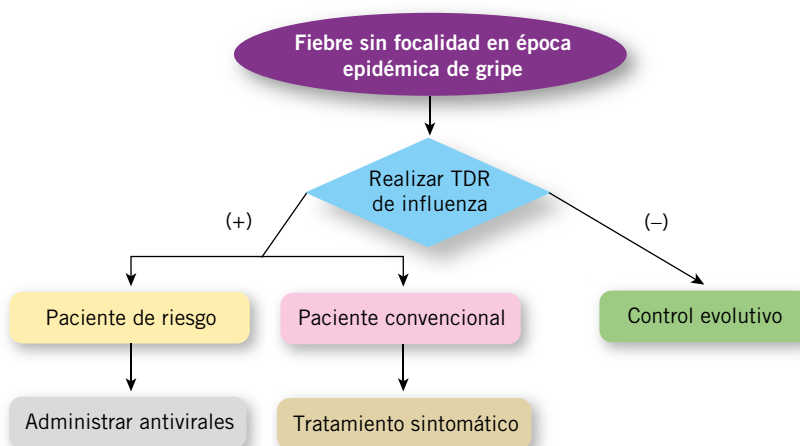 Fiebre sin focalidad en época
epidémica de gripe
Realizar TDR
de influenza
(+)
(–)
Paciente de riesgo
Paciente convencional
Control evolutivo
Administrar antivirales
Tratamiento sintomático